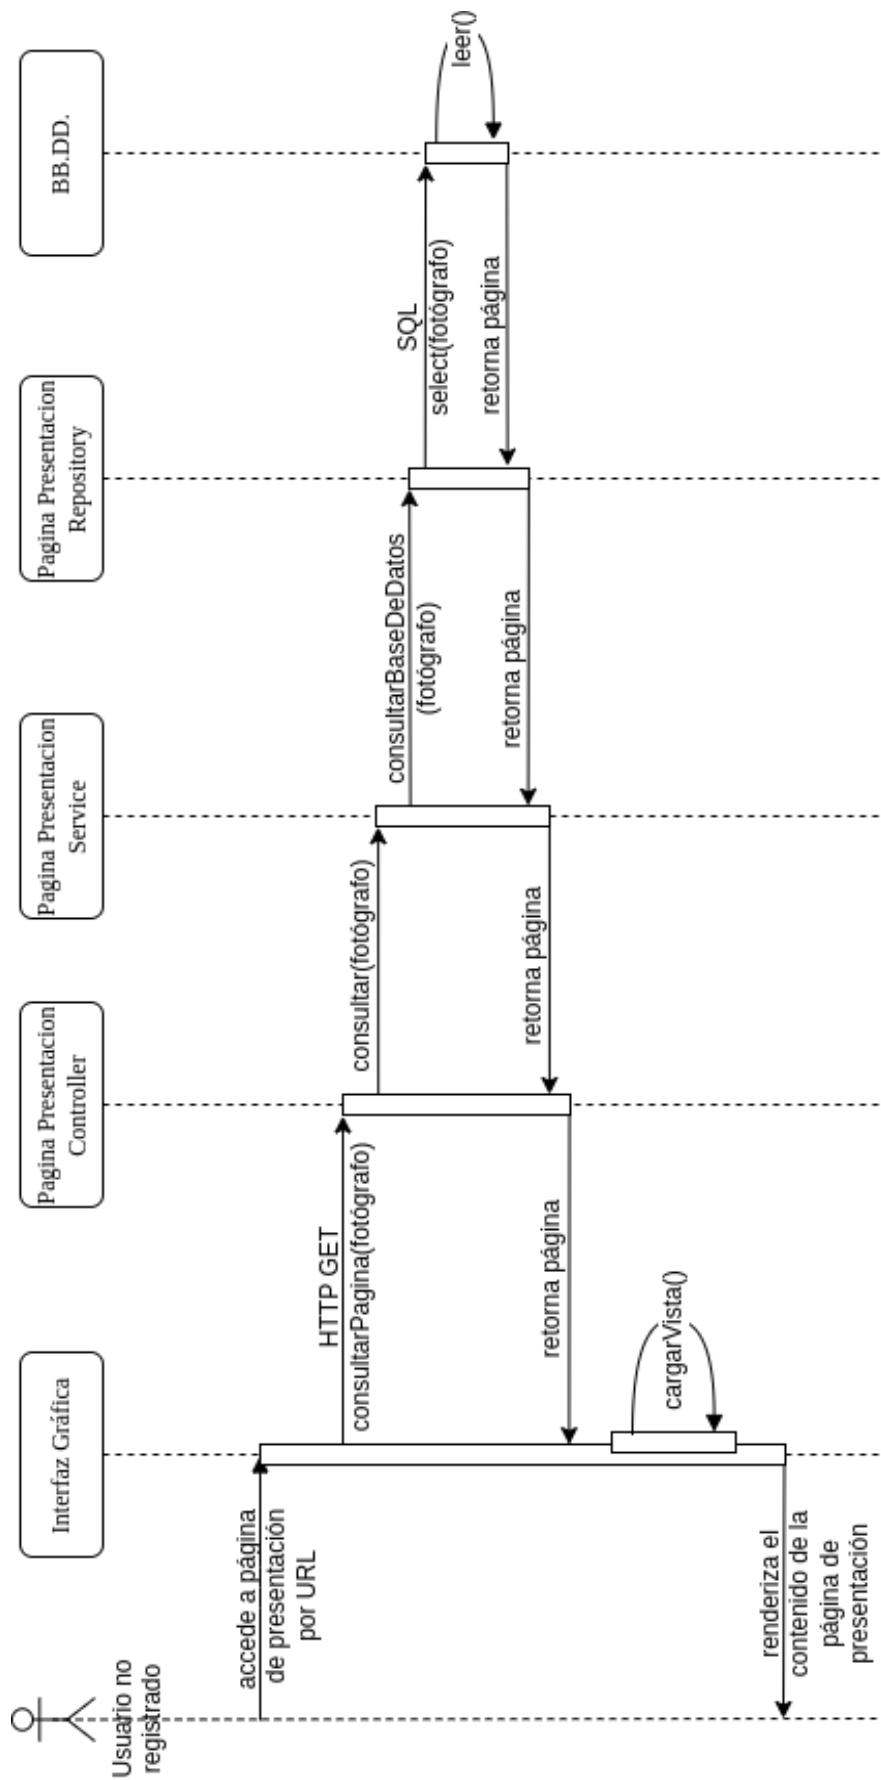 Usuario no
registrado
Interfaz Gráfica
Pagina Presentacion
Controller
Pagina Presentacion
Service
Pagina Presentacion
Repository
BB.DD.
accede a página
de presentación
por URL
HTTP GET
consultarPagina(fotógrafo)
consultar(fotógrafo)
consultarBaseDeDatos
(fotógrafo)
SQL
select(fotógrafo)
leer()
retorna página
retorna página
retorna página
retorna página
cargarVista()
renderiza el
contenido de la
página de
presentación